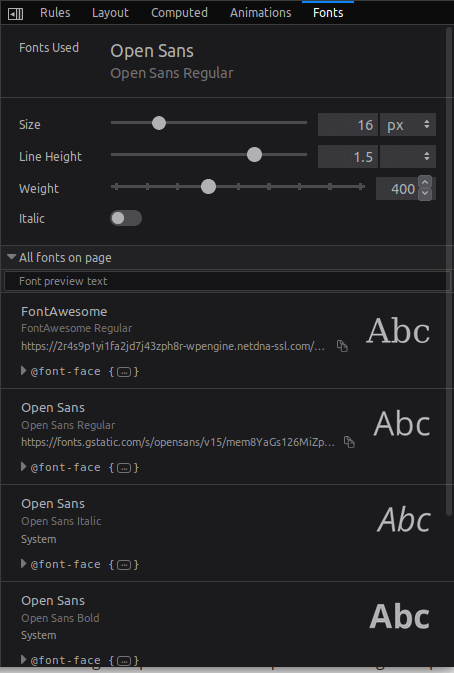 Rules Layout Computed Animations Fonts
Fonts Used Open Sans
Open Sans Regular
Size 16 px
Line Height 1.5
Weight 400
Italic
All fonts on page
Font preview text
FontAwesome
FontAwesome Regular
https://2r4s9p1yi1fa2jd7j43zph8r-wpengine.netdna-ssl.com/...
Abc
@font-face {...}
Open Sans
Open Sans Regular
https://fonts.gstatic.com/s/opensans/v15/mem8YaGs126MiZp...
Abc
@font-face {...}
Open Sans
Open Sans Italic
System
Abc
@font-face {...}
Open Sans
Open Sans Bold
System
Abc
@font-face {...}